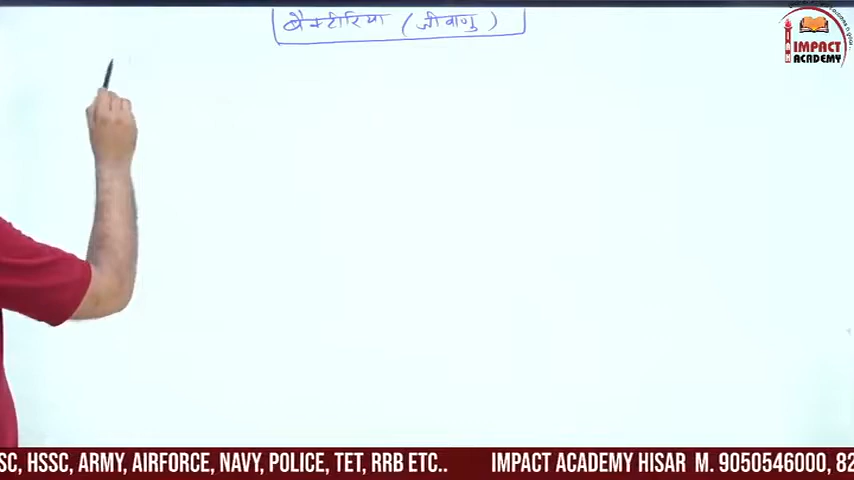 बैक्टीरिया (जीवाणु)
IMPACT
ACADEMY
SC, HSSC, ARMY, AIRFORCE, NAVY, POLICE, TET, RRB ETC.. IMPACT ACADEMY HISAR M. 9050546000, 82